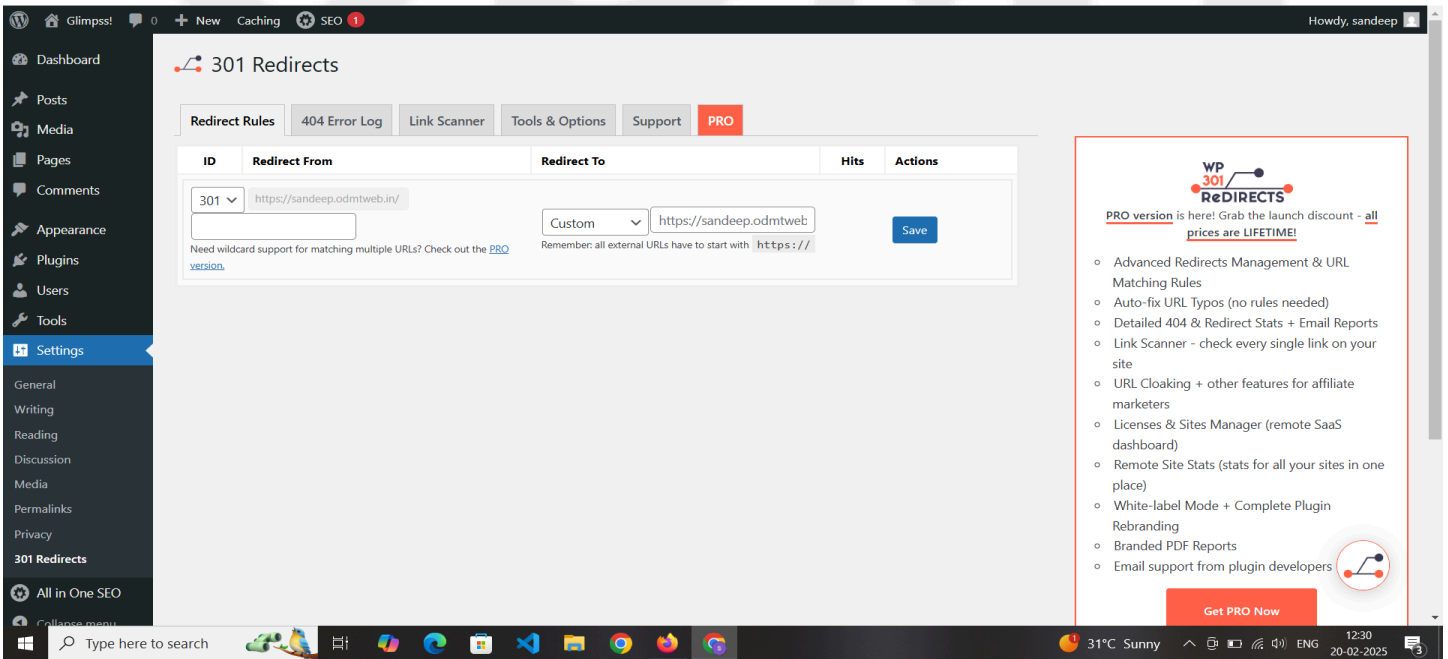 Glimpss! 0 + New Caching SEO 1 Howdy, sandeep
Dashboard
Posts
Media
Pages
Comments
Appearance
Plugins
Users
Tools
Settings
General
Writing
Reading
Discussion
Media
Permalinks
Privacy
301 Redirects
All in One SEO
Collapse menu
301 Redirects
Redirect Rules 404 Error Log Link Scanner Tools & Options Support PRO
ID Redirect From Redirect To Hits Actions
301 https://sandeep.odmtweb.in/
Custom https://sandeep.odmtweb Save
Need wildcard support for matching multiple URLs? Check out the PRO
version.
Remember: all external URLs have to start with https://
WP
301
ReDIRECTS
PRO version is here! Grab the launch discount - all
prices are LIFETIME!
Advanced Redirects Management & URL
Matching Rules
Auto-fix URL Typos (no rules needed)
Detailed 404 & Redirect Stats + Email Reports
Link Scanner - check every single link on your
site
URL Cloaking + other features for affiliate
marketers
Licenses & Sites Manager (remote SaaS
dashboard)
Remote Site Stats (stats for all your sites in one
place)
White-label Mode + Complete Plugin
Rebranding
Branded PDF Reports
Email support from plugin developers
Get PRO Now
Type here to search
1 31°C Sunny ENG 12:30
20-02-2025
3